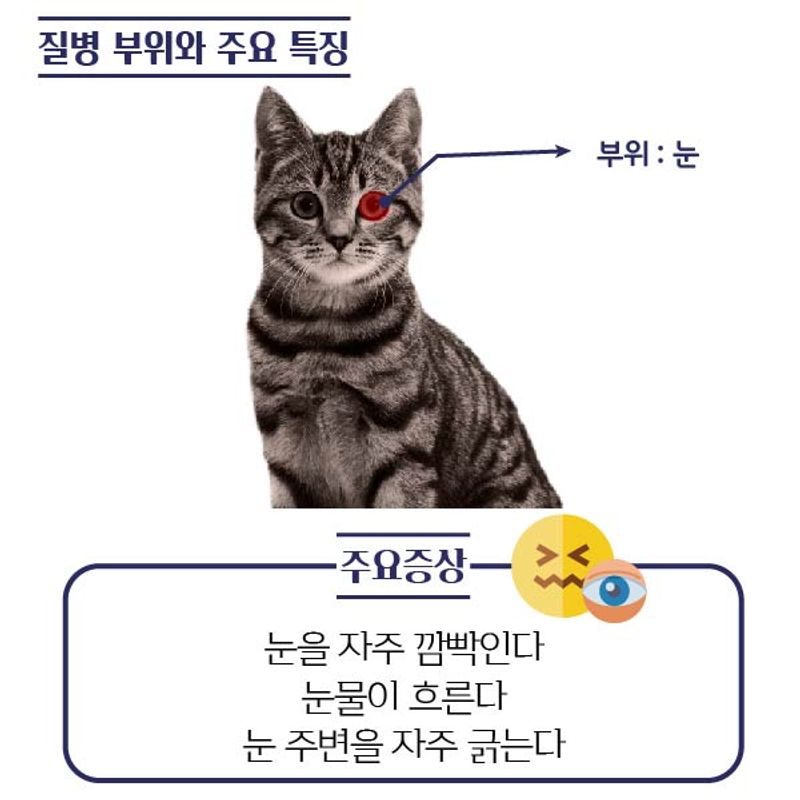 질병 부위와 주요 특징
부위 : 눈
주요증상
눈을 자주 깜빡인다
눈물이 흐른다
눈 주변을 자주 긁는다